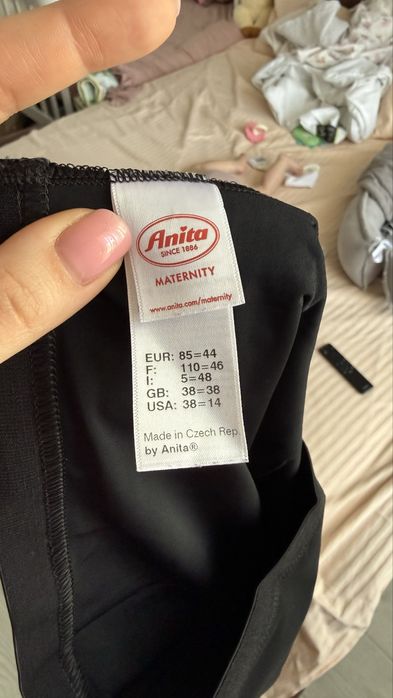 Anita
SINCE 1886
MATERNITY
www.anita.com/maternity
EUR: 85=44
F: 110=46
I: 5=48
GB: 38=38
USA: 38=14
Made in Czech Rep.
by Anita®